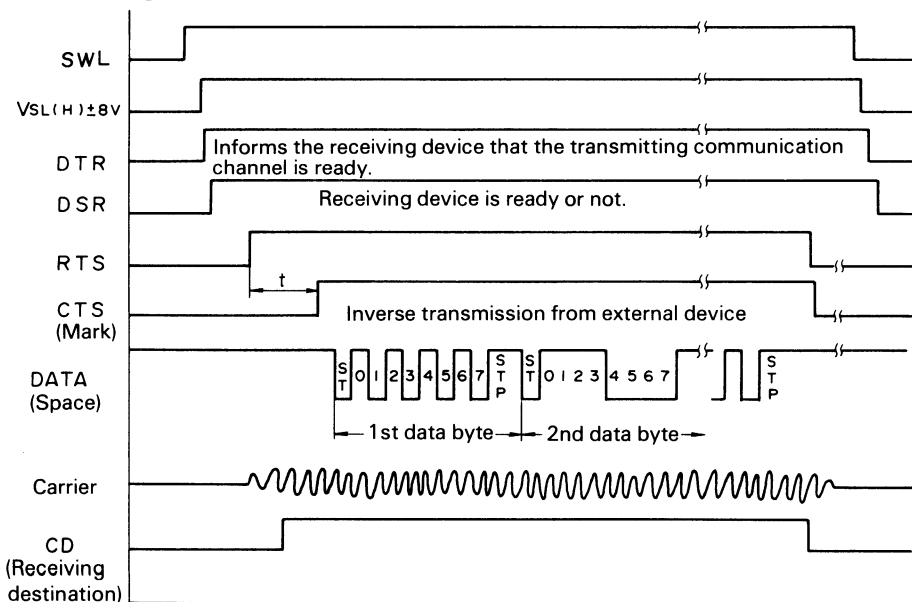 SWL
VSL(H)±8V
DTR
Informs the receiving device that the transmitting communication
channel is ready.
DSR
Receiving device is ready or not.
RTS
t
CTS
(Mark)
Inverse transmission from external device
DATA
(Space)
ST 0 1 2 3 4 5 6 7 STP ST 0 1 2 3 4 5 6 7 STP
1st data byte 2nd data byte
Carrier
CD
(Receiving
destination)